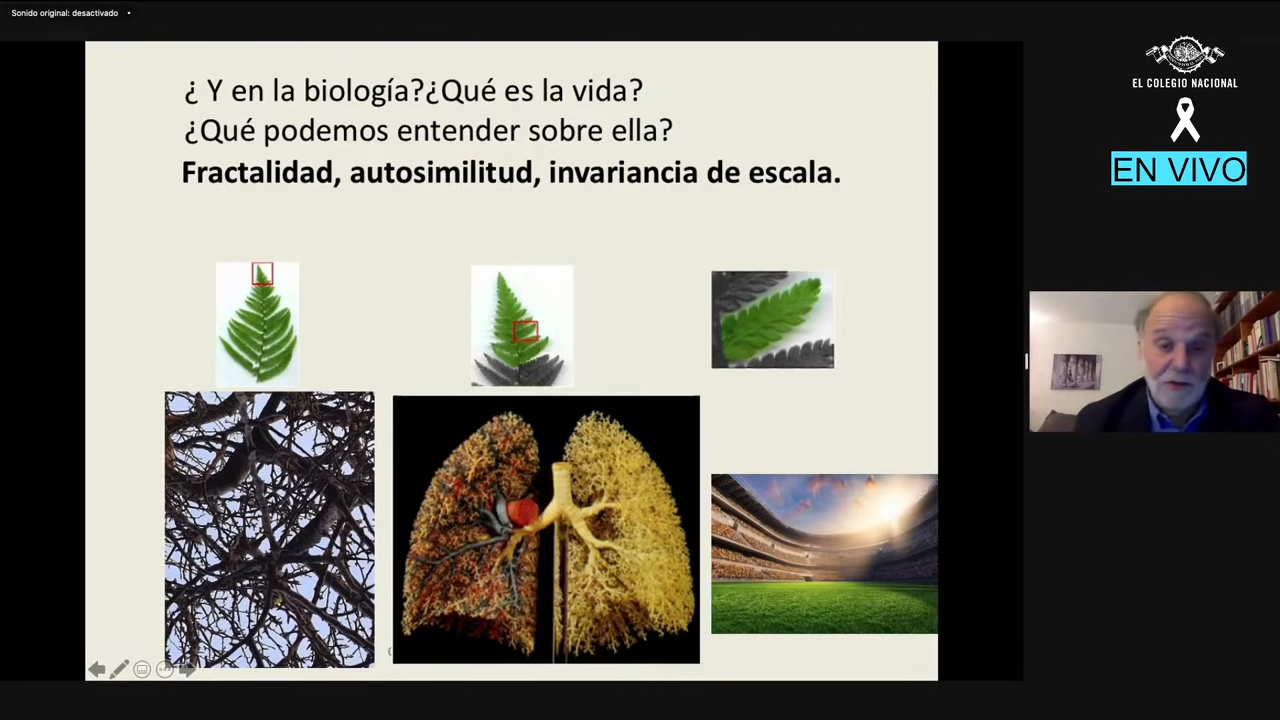 Sonido original: desactivado
EL COLEGIO NACIONAL
EN VIVO
¿ Y en la biología?¿Qué es la vida?
¿Qué podemos entender sobre ella?
Fractalidad, autosimilitud, invariancia de escala.